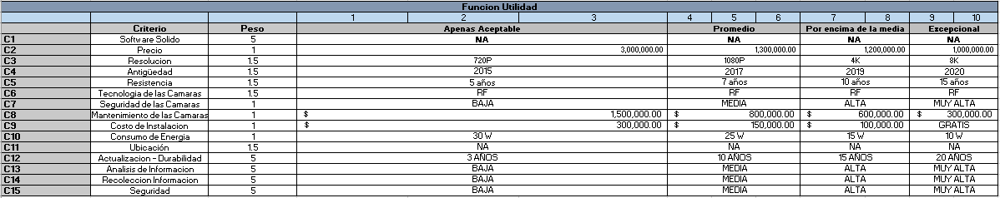 Funcion Utilidad
1 2 3 4 5 6 7 8 9 10
Criterio Peso Apenas Aceptable Promedio Por encima de la media Excepcional
C1 Software Solido 5 NA NA NA NA
C2 Precio 1 3,000,000.00 1,300,000.00 1,200,000.00 1,000,000.00
C3 Resolucion 1.5 720P 1080P 4K 8K
C4 Antigüedad 1.5 2015 2017 2019 2020
C5 Resistencia 1.5 5 años 7 años 10 años 15 años
C6 Tecnologia de las Camaras 1.5 RF RF RF RF
C7 Seguridad de las Camaras 1 BAJA MEDIA ALTA MUY ALTA
C8 Mantenimiento de las Camaras 1 $ 1,500,000.00 $ 800,000.00 $ 600,000.00 $ 300,000.00
C9 Costo de Instalacion 1 $ 300,000.00 $ 150,000.00 $ 100,000.00 GRATIS
C10 Consumo de Energia 1 30 W 25 W 15 W 10 W
C11 Ubicación 1.5 NA NA NA NA
C12 Actualizacion - Durabilidad 5 3 AÑOS 10 AÑOS 15 AÑOS 20 AÑOS
C13 Analisis de Informacion 5 BAJA MEDIA ALTA MUY ALTA
C14 Recoleccion Informacion 5 BAJA MEDIA ALTA MUY ALTA
C15 Seguridad 5 BAJA MEDIA ALTA MUY ALTA